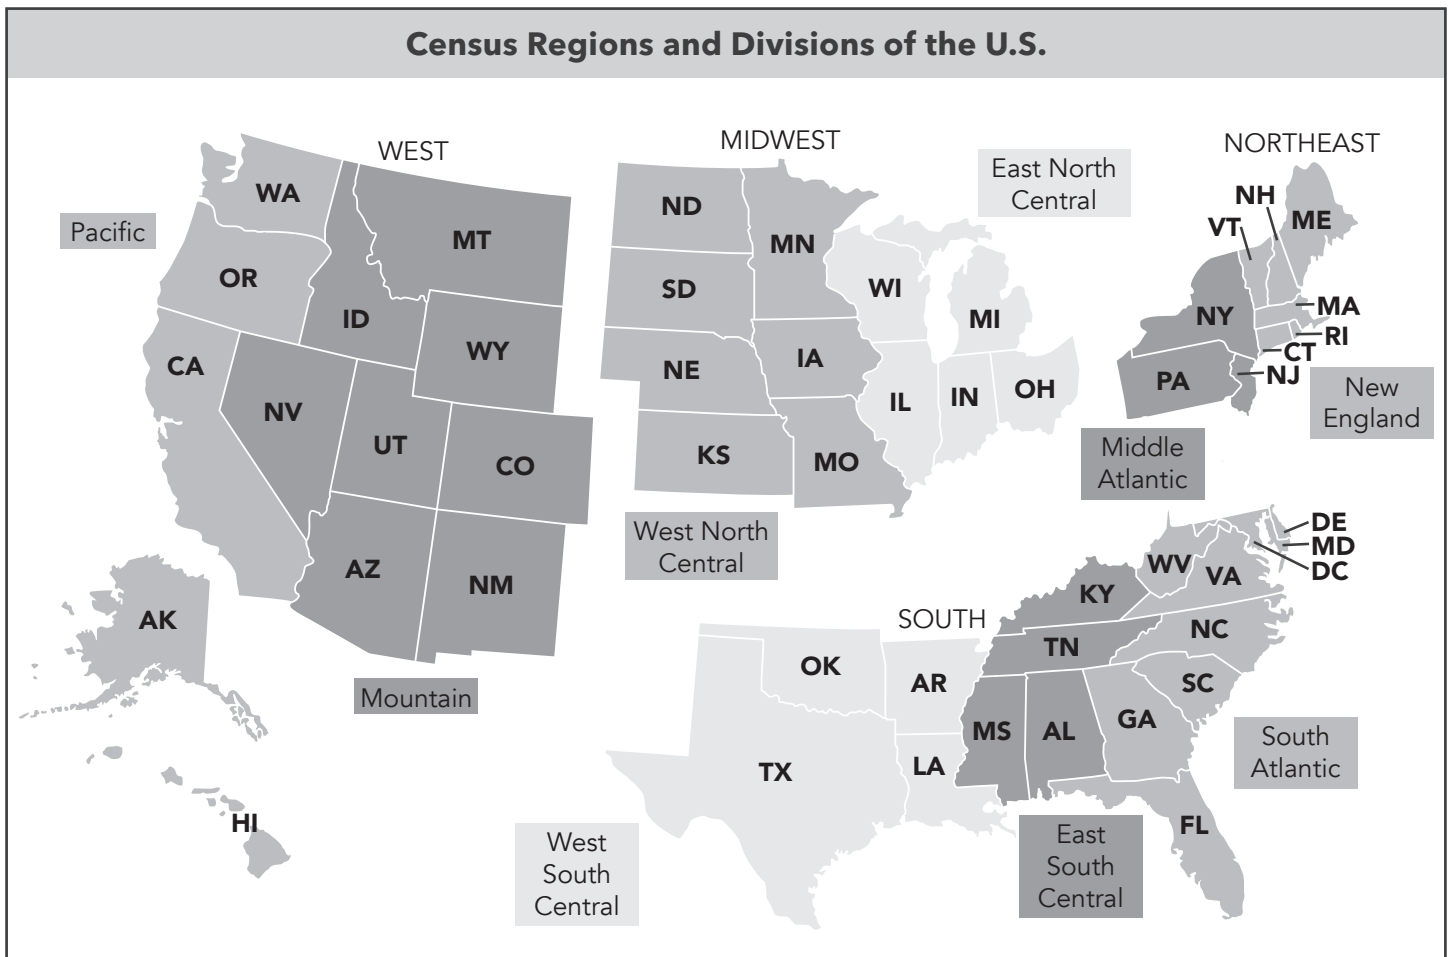 Census Regions and Divisions of the U.S.
WEST
Pacific
WA
MT
OR
ID
WY
CA
NV
UT
CO
AZ
NM
AK
HI
Mountain
MIDWEST
East North
Central
ND
MN
SD
WI
MI
IA
NE
IL
IN
OH
KS
MO
West North
Central
NORTHEAST
NH
ME
VT
NY
MA
RI
CT
NJ
PA
New
England
Middle
Atlantic
SOUTH
DE
MD
DC
WV
VA
KY
NC
TN
OK
AR
SC
MS
AL
GA
TX
LA
FL
South
Atlantic
West
South
Central
East
South
Central